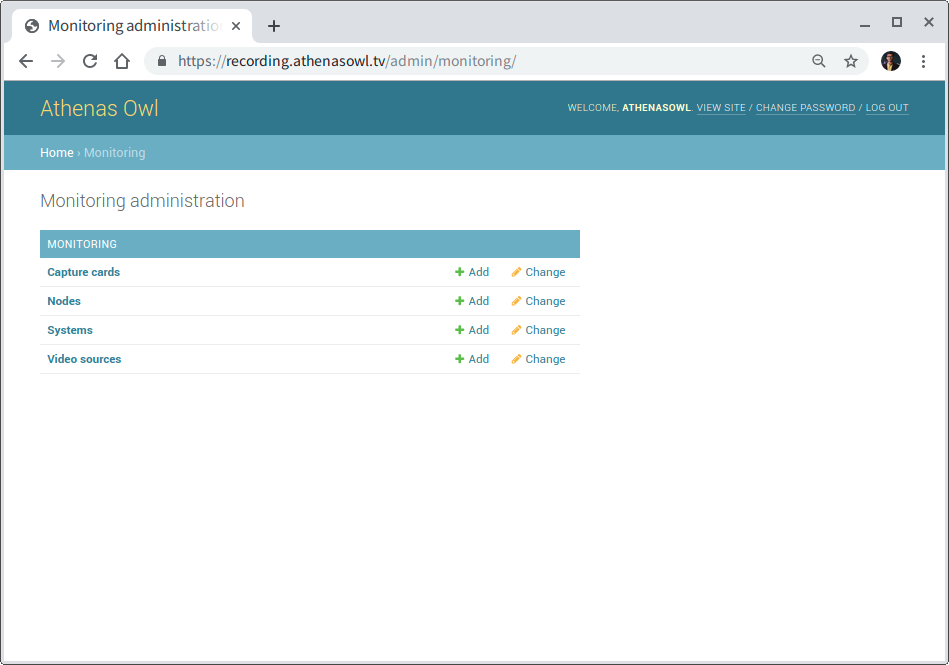 Monitoring administratio
https://recording.athenasowl.tv/admin/monitoring/
Athenas Owl
WELCOME, ATHENASOWL. VIEW SITE / CHANGE PASSWORD / LOG OUT
Home › Monitoring
Monitoring administration
MONITORING
Capture cards Add Change
Nodes Add Change
Systems Add Change
Video sources Add Change